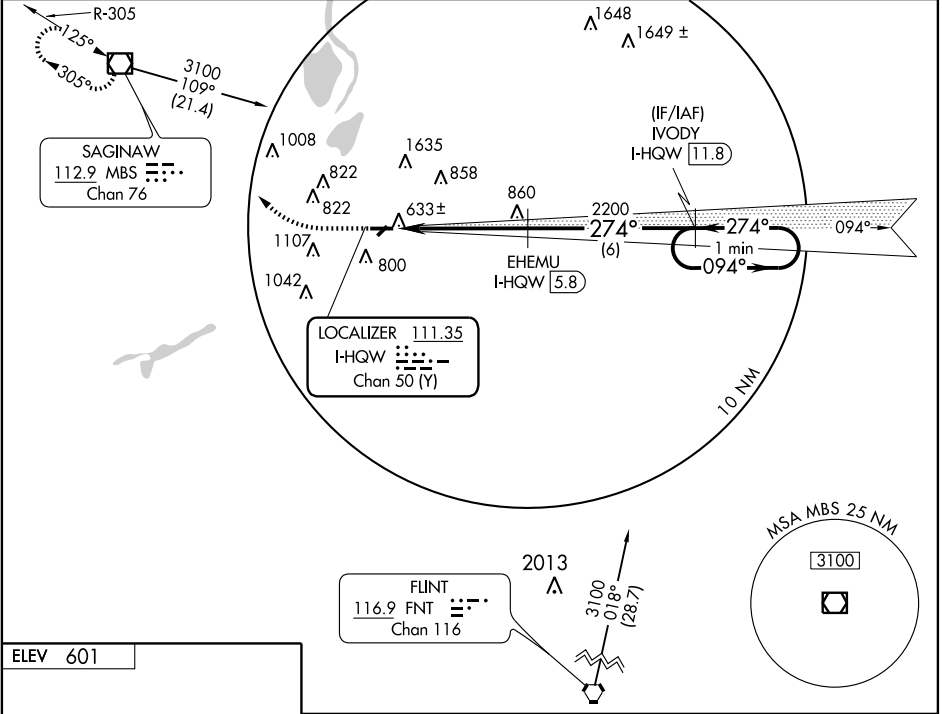 R-305
125°
305°
3100
109°
(21.4)
SAGINAW
112.9 MBS
Chan 76
1648
1649 ±
(IF/IAF)
IVODY
I-HQW 11.8
1008
1635
822
858
822
633±
860
2200
274°
(6)
274°
094°
1 min
094°
1107
800
1042
EHEMU
I-HQW 5.8
LOCALIZER 111.35
I-HQW
Chan 50 (Y)
10 NM
MSA MBS 25 NM
3100
2013
3100
018°
(28.7)
FLINT
116.9 FNT
Chan 116
ELEV 601